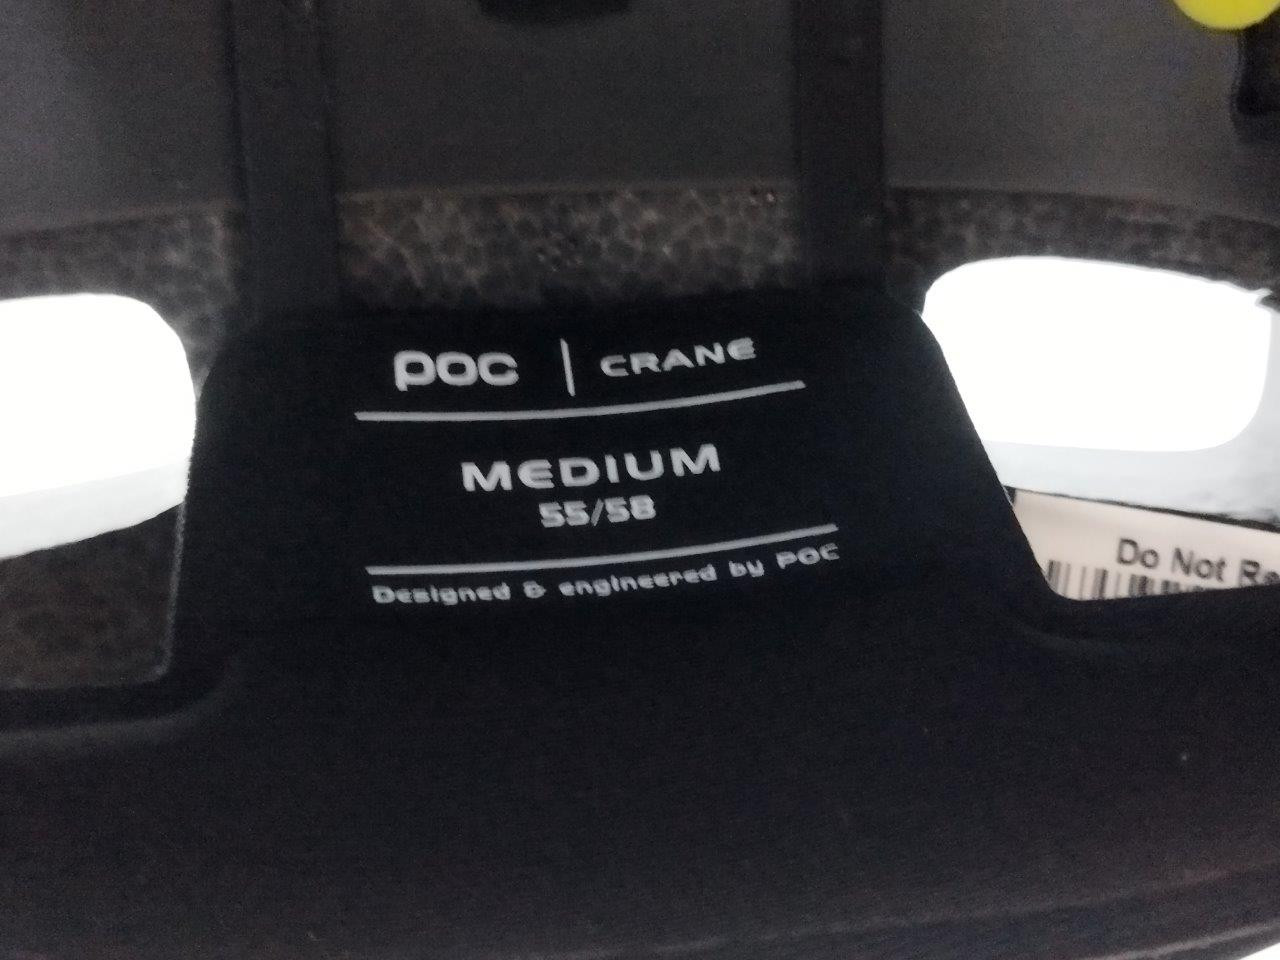 POC | CRANE
MEDIUM
55/58
Designed & engineered by POC
Do Not